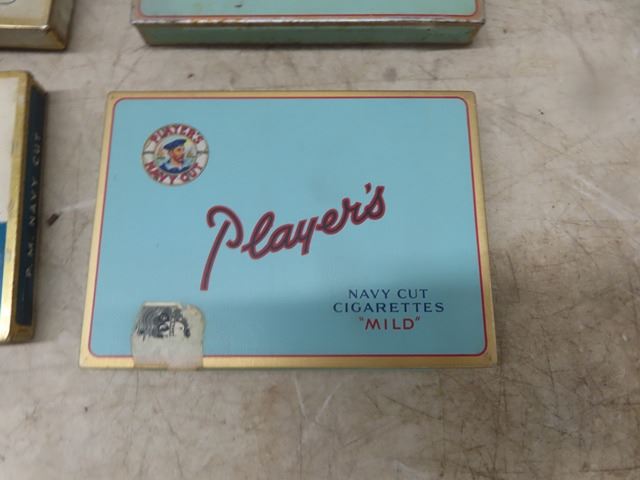 PLAYER'S
NAVY CUT
Player's
NAVY CUT
CIGARETTES
"MILD"
P.M. NAVY CUT